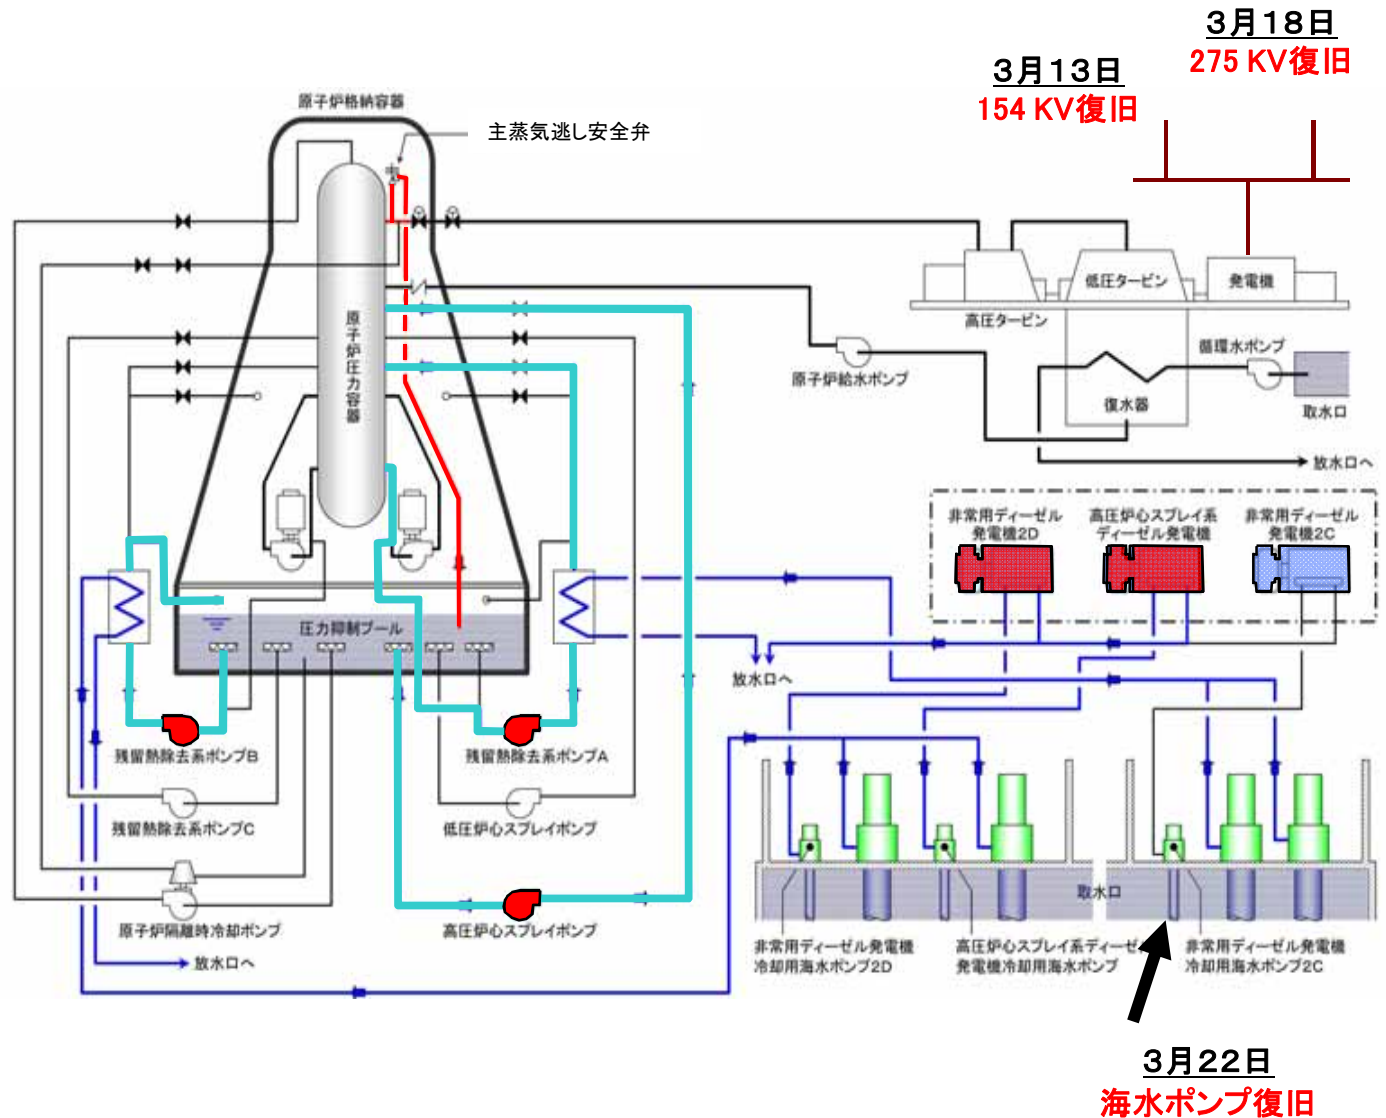 ３月１８日
275 KV復旧
３月１３日
154 KV復旧
原子炉格納容器
主蒸気逃し安全弁
原子炉圧力容器
低圧タービン
発電機
高圧タービン
循環水ポンプ
原子炉給水ポンプ
復水器
取水口
放水口へ
非常用ディーゼル
発電機2D
高圧炉心スプレイ系
ディーゼル発電機
非常用ディーゼル
発電機2C
圧力抑制プール
放水口へ
残留熱除去系ポンプB
残留熱除去系ポンプA
残留熱除去系ポンプC
低圧炉心スプレイポンプ
取水口
原子炉隔離時冷却ポンプ
高圧炉心スプレイポンプ
放水口へ
非常用ディーゼル発電機
冷却用海水ポンプ2D
高圧炉心スプレイ系ディーゼル
発電機冷却用海水ポンプ
非常用ディーゼル発電機
冷却用海水ポンプ2C
３月２２日
海水ポンプ復旧